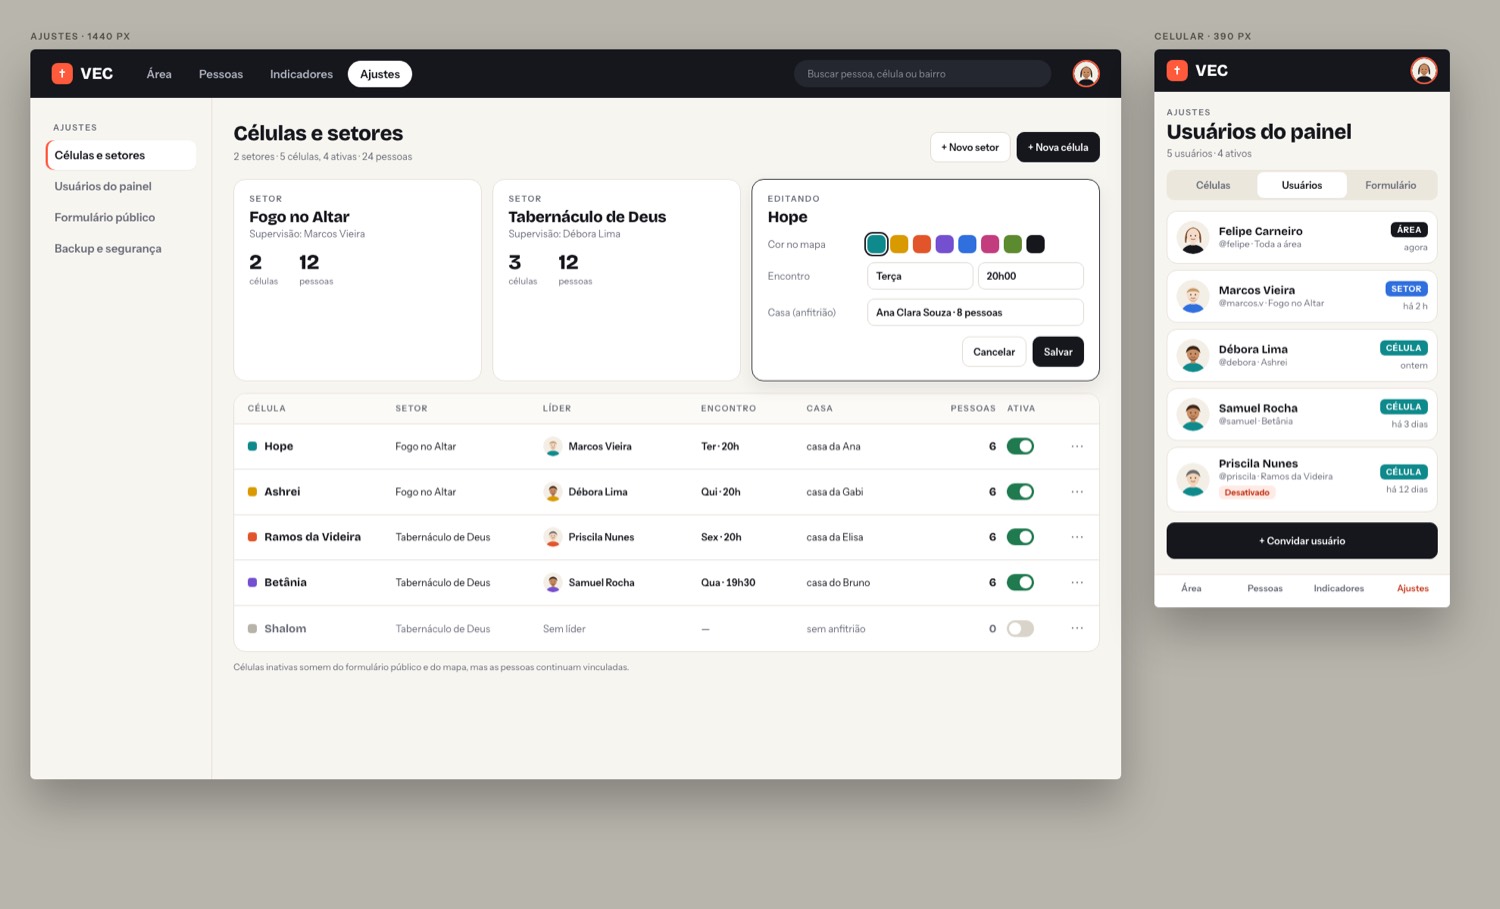 AJUSTES · 1440 PX
VEC
Área
Pessoas
Indicadores
Ajustes
Buscar pessoa, célula ou bairro
AJUSTES
Células e setores
Usuários do painel
Formulário público
Backup e segurança
Células e setores
2 setores · 5 células, 4 ativas · 24 pessoas
+ Novo setor
+ Nova célula
SETOR
Fogo no Altar
Supervisão: Marcos Vieira
2 12
células pessoas
SETOR
Tabernáculo de Deus
Supervisão: Débora Lima
3 12
células pessoas
EDITANDO
Hope
Cor no mapa
Encontro Terça 20h00
Casa (anfitrião) Ana Clara Souza · 8 pessoas
Cancelar Salvar
CÉLULA SETOR LÍDER ENCONTRO CASA PESSOAS ATIVA
Hope Fogo no Altar Marcos Vieira Ter · 20h casa da Ana 6 ···
Ashrei Fogo no Altar Débora Lima Qui · 20h casa da Gabi 6 ···
Ramos da Videira Tabernáculo de Deus Priscila Nunes Sex · 20h casa da Elisa 6 ···
Betânia Tabernáculo de Deus Samuel Rocha Qua · 19h30 casa do Bruno 6 ···
Shalom Tabernáculo de Deus Sem líder — sem anfitrião 0 ···
Células inativas somem do formulário público e do mapa, mas as pessoas continuam vinculadas.
CELULAR · 390 PX
VEC
AJUSTES
Usuários do painel
5 usuários · 4 ativos
Células Usuários Formulário
Felipe Carneiro ÁREA
@felipe · Toda a área agora
Marcos Vieira SETOR
@marcos.v · Fogo no Altar há 2 h
Débora Lima CÉLULA
@debora · Ashrei ontem
Samuel Rocha CÉLULA
@samuel · Betânia há 3 dias
Priscila Nunes CÉLULA
@priscila · Ramos da Videira há 12 dias
Desativado
+ Convidar usuário
Área Pessoas Indicadores Ajustes